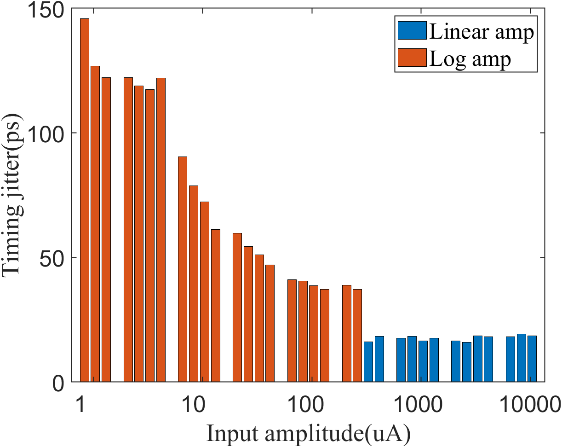 150
100
50
0
Timing jitter(ps)
Linear amp
Log amp
1 10 100 1000 10000
Input amplitude(uA)